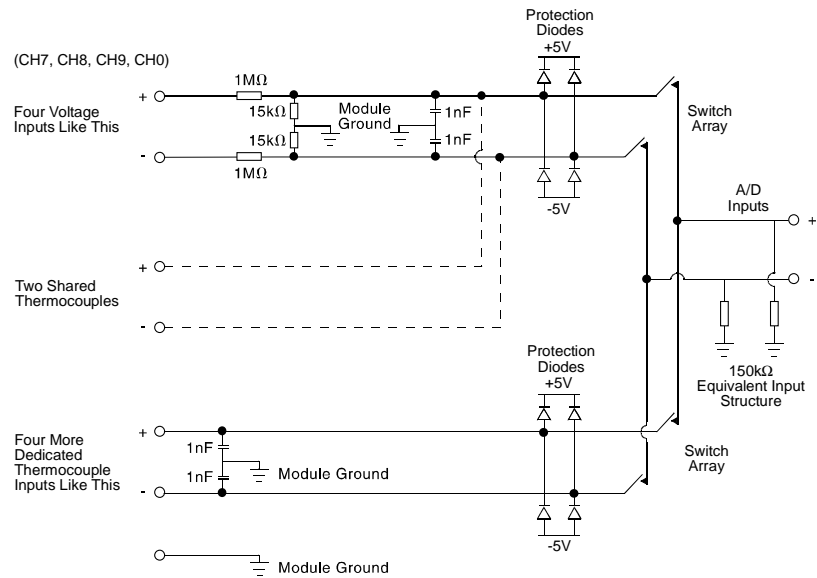 Protection
Diodes
+5V
(CH7, CH8, CH9, CH0)
1MΩ
+
Four Voltage
Inputs Like This
15kΩ
15kΩ
Module
Ground
1nF
1nF
Switch
Array
-
1MΩ
-5V
A/D
Inputs
+
-
+
Two Shared
Thermocouples
-
150kΩ
Equivalent Input
Structure
Protection
Diodes
+5V
+
Four More
Dedicated
Thermocouple
Inputs Like This
1nF
1nF
Module Ground
Switch
Array
-
-5V
Module Ground